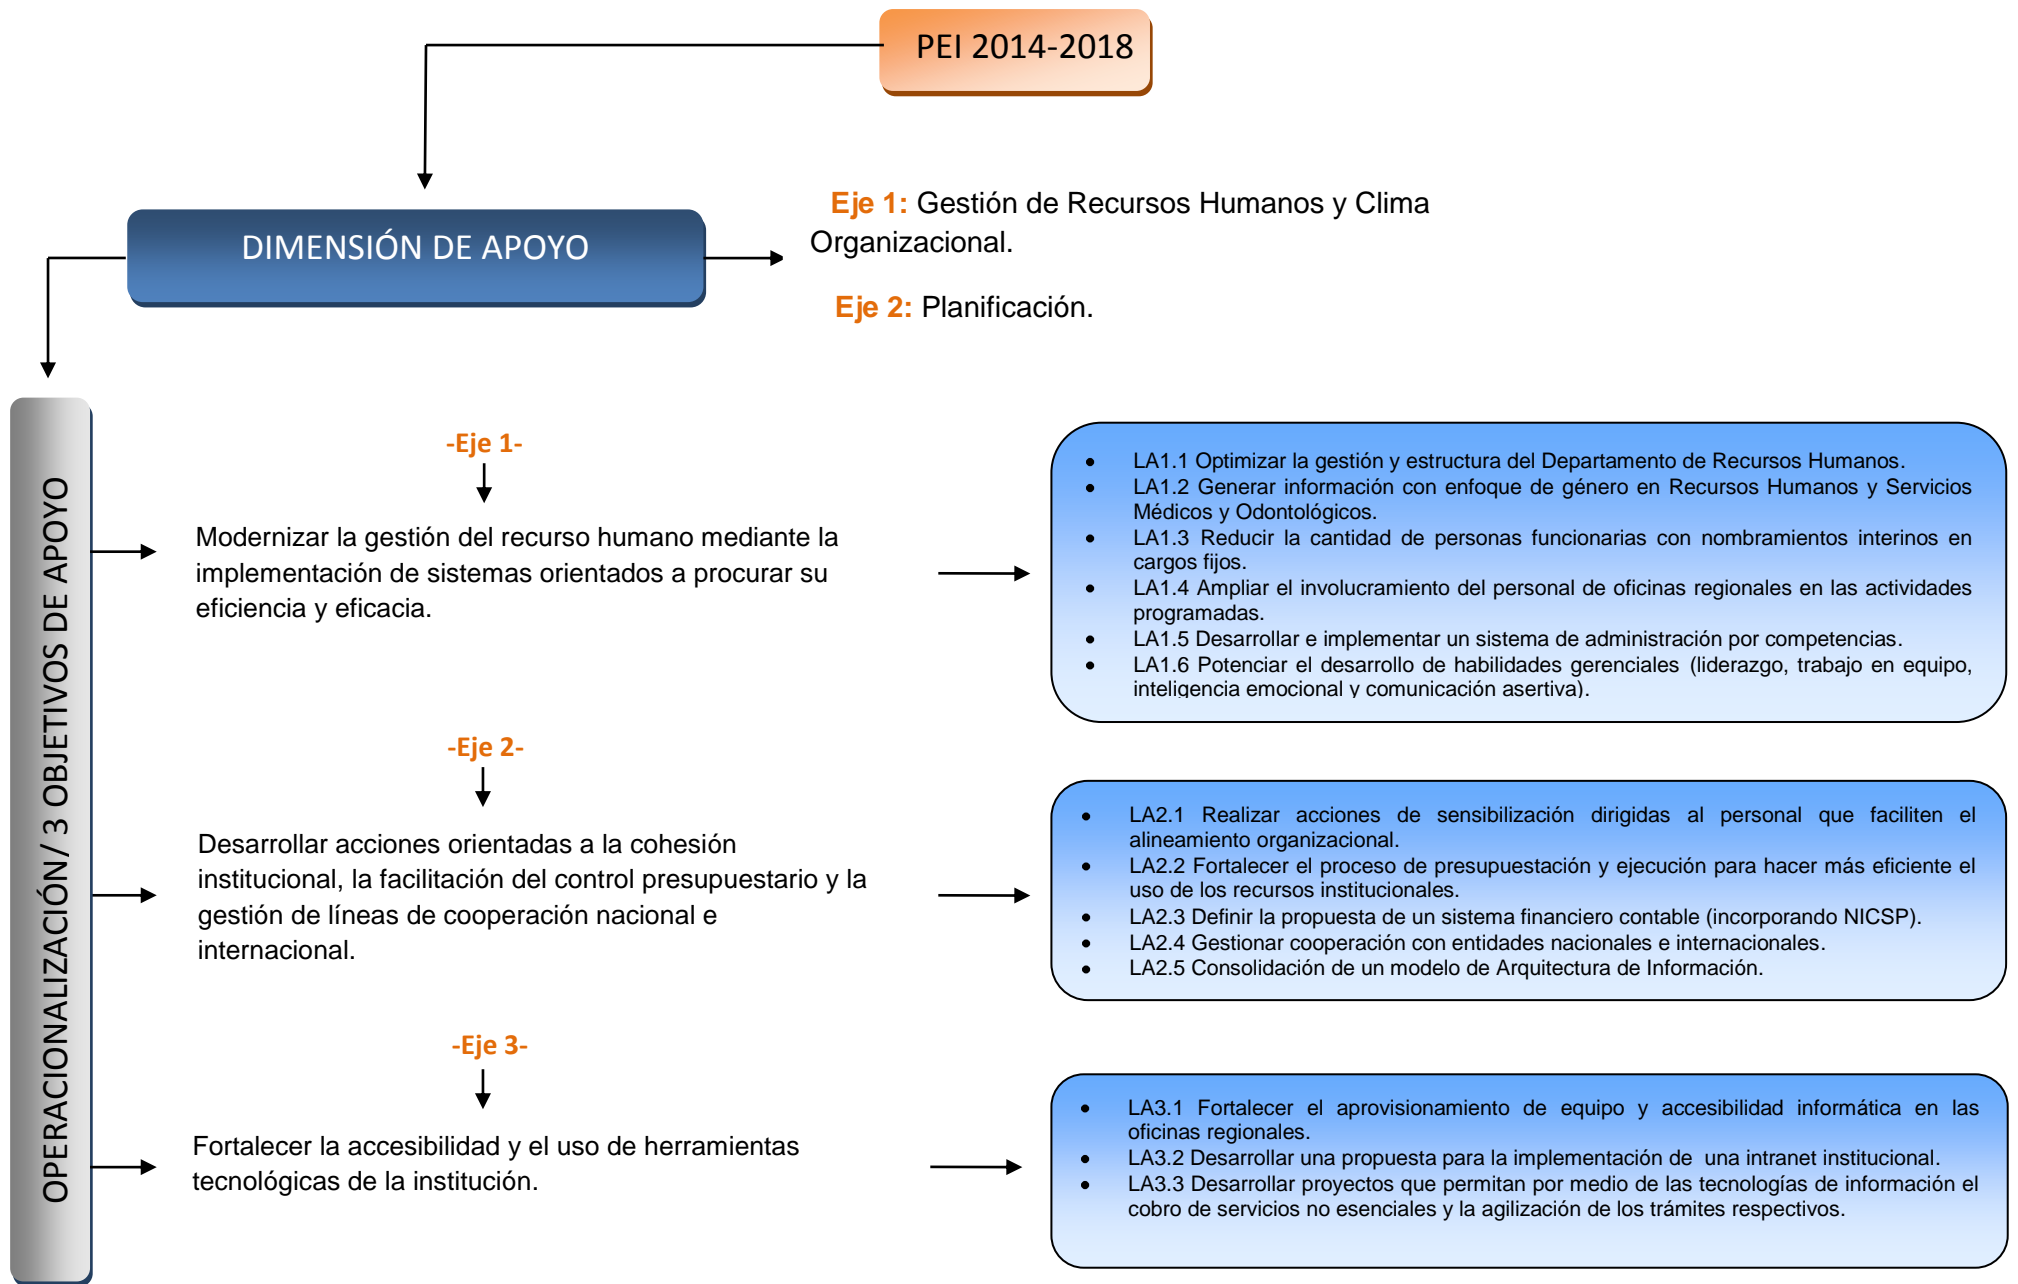 PEI 2014-2018
DIMENSIÓN DE APOYO
Eje 1: Gestión de Recursos Humanos y Clima
Organizacional.
Eje 2: Planificación.
OPERACIONALIZACIÓN/ 3 OBJETIVOS DE APOYO
-Eje 1-
Modernizar la gestión del recurso humano mediante la
implementación de sistemas orientados a procurar su
eficiencia y eficacia.
• LA1.1 Optimizar la gestión y estructura del Departamento de Recursos Humanos.
• LA1.2 Generar información con enfoque de género en Recursos Humanos y Servicios
Médicos y Odontológicos.
• LA1.3 Reducir la cantidad de personas funcionarias con nombramientos interinos en
cargos fijos.
• LA1.4 Ampliar el involucramiento del personal de oficinas regionales en las actividades
programadas.
• LA1.5 Desarrollar e implementar un sistema de administración por competencias.
• LA1.6 Potenciar el desarrollo de habilidades gerenciales (liderazgo, trabajo en equipo,
inteligencia emocional y comunicación asertiva).
-Eje 2-
Desarrollar acciones orientadas a la cohesión
institucional, la facilitación del control presupuestario y la
gestión de líneas de cooperación nacional e
internacional.
• LA2.1 Realizar acciones de sensibilización dirigidas al personal que faciliten el
alineamiento organizacional.
• LA2.2 Fortalecer el proceso de presupuestación y ejecución para hacer más eficiente el
uso de los recursos institucionales.
• LA2.3 Definir la propuesta de un sistema financiero contable (incorporando NICSP).
• LA2.4 Gestionar cooperación con entidades nacionales e internacionales.
• LA2.5 Consolidación de un modelo de Arquitectura de Información.
-Eje 3-
Fortalecer la accesibilidad y el uso de herramientas
tecnológicas de la institución.
• LA3.1 Fortalecer el aprovisionamiento de equipo y accesibilidad informática en las
oficinas regionales.
• LA3.2 Desarrollar una propuesta para la implementación de una intranet institucional.
• LA3.3 Desarrollar proyectos que permitan por medio de las tecnologías de información el
cobro de servicios no esenciales y la agilización de los trámites respectivos.